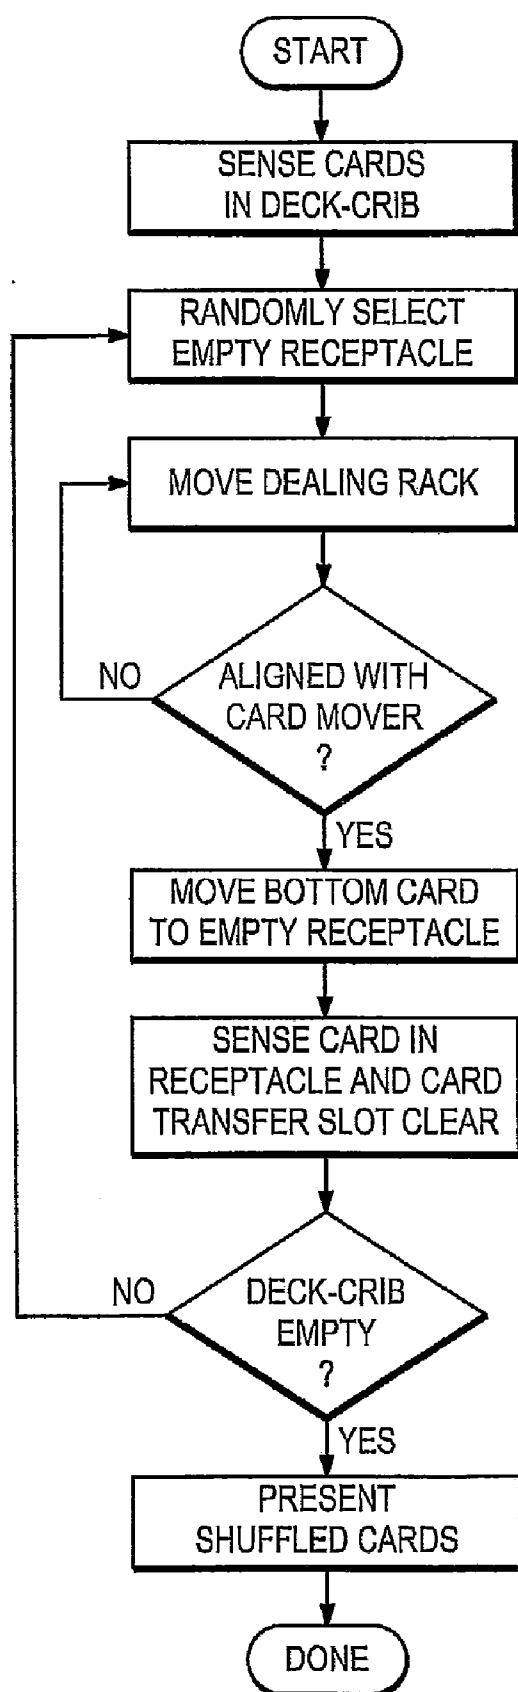 START
SENSE CARDS
IN DECK-CRIB
RANDOMLY SELECT
EMPTY RECEPTACLE
MOVE DEALING RACK
NO
ALIGNED WITH
CARD MOVER
?
YES
MOVE BOTTOM CARD
TO EMPTY RECEPTACLE
SENSE CARD IN
RECEPTACLE AND CARD
TRANSFER SLOT CLEAR
NO
DECK-CRIB
EMPTY
?
YES
PRESENT
SHUFFLED CARDS
DONE